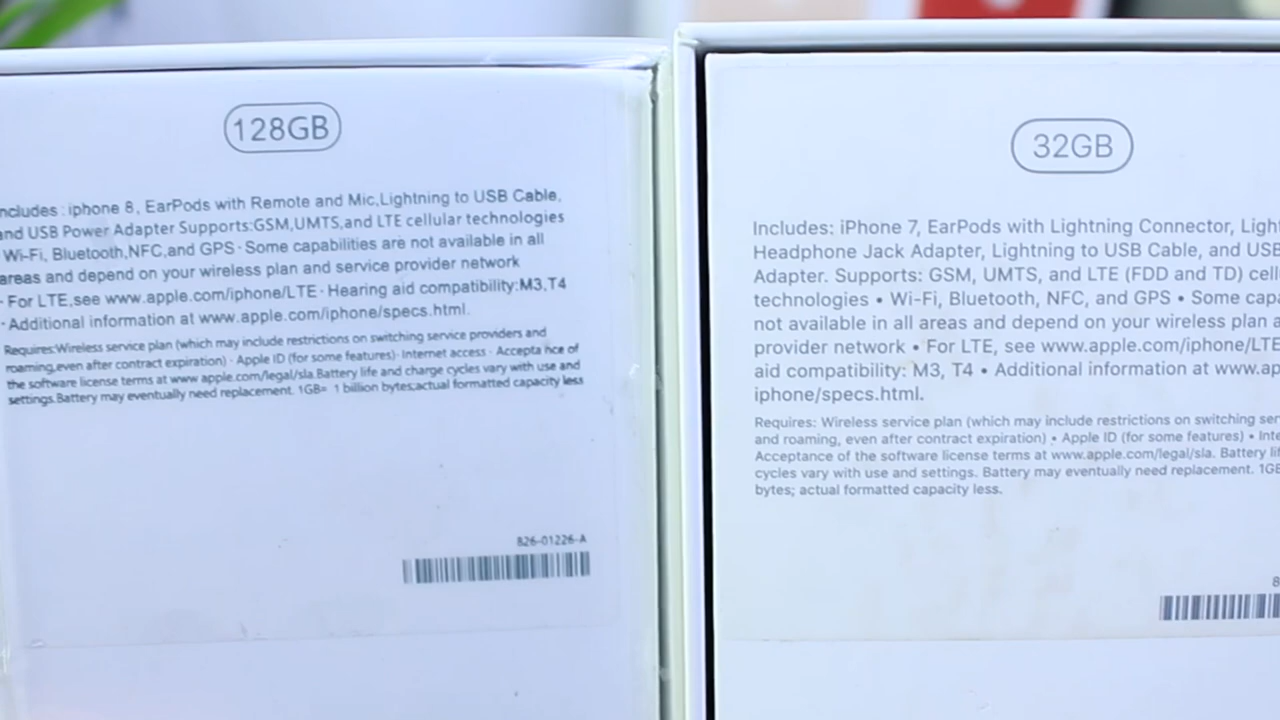 128GB
ncludes : iphone 8, EarPods with Remote and Mic,Lightning to USB Cable,
and USB Power Adapter Supports:GSM,UMTS,and LTE cellular technologies
Wi-Fi, Bluetooth,NFC,and GPS · Some capabilities are not available in all
areas and depend on your wireless plan and service provider network
· For LTE,see www.apple.com/iphone/LTE · Hearing aid compatibility:M3,T4
· Additional information at www.apple.com/iphone/specs.html.
Requires:Wireless service plan (which may include restrictions on switching service providers and
roaming,even after contract expiration) · Apple ID (for some features) · Internet access · Accepta hce of
the software license terms at www.apple.com/legal/sla.Battery life and charge cycles vary with use and
settings.Battery may eventually need replacement. 1GB= 1 billion bytes;actual formatted capacity less
826-01226-A
32GB
Includes: iPhone 7, EarPods with Lightning Connector, Ligh
Headphone Jack Adapter, Lightning to USB Cable, and USB
Adapter. Supports: GSM, UMTS, and LTE (FDD and TD) cell
technologies • Wi-Fi, Bluetooth, NFC, and GPS • Some capa
not available in all areas and depend on your wireless plan a
provider network • For LTE, see www.apple.com/iphone/LTE
aid compatibility: M3, T4 • Additional information at www.ap
iphone/specs.html.
Requires: Wireless service plan (which may include restrictions on switching ser
and roaming, even after contract expiration) • Apple ID (for some features) • Inte
Acceptance of the software license terms at www.apple.com/legal/sla. Battery lif
cycles vary with use and settings. Battery may eventually need replacement. 1GB
bytes; actual formatted capacity less.
8